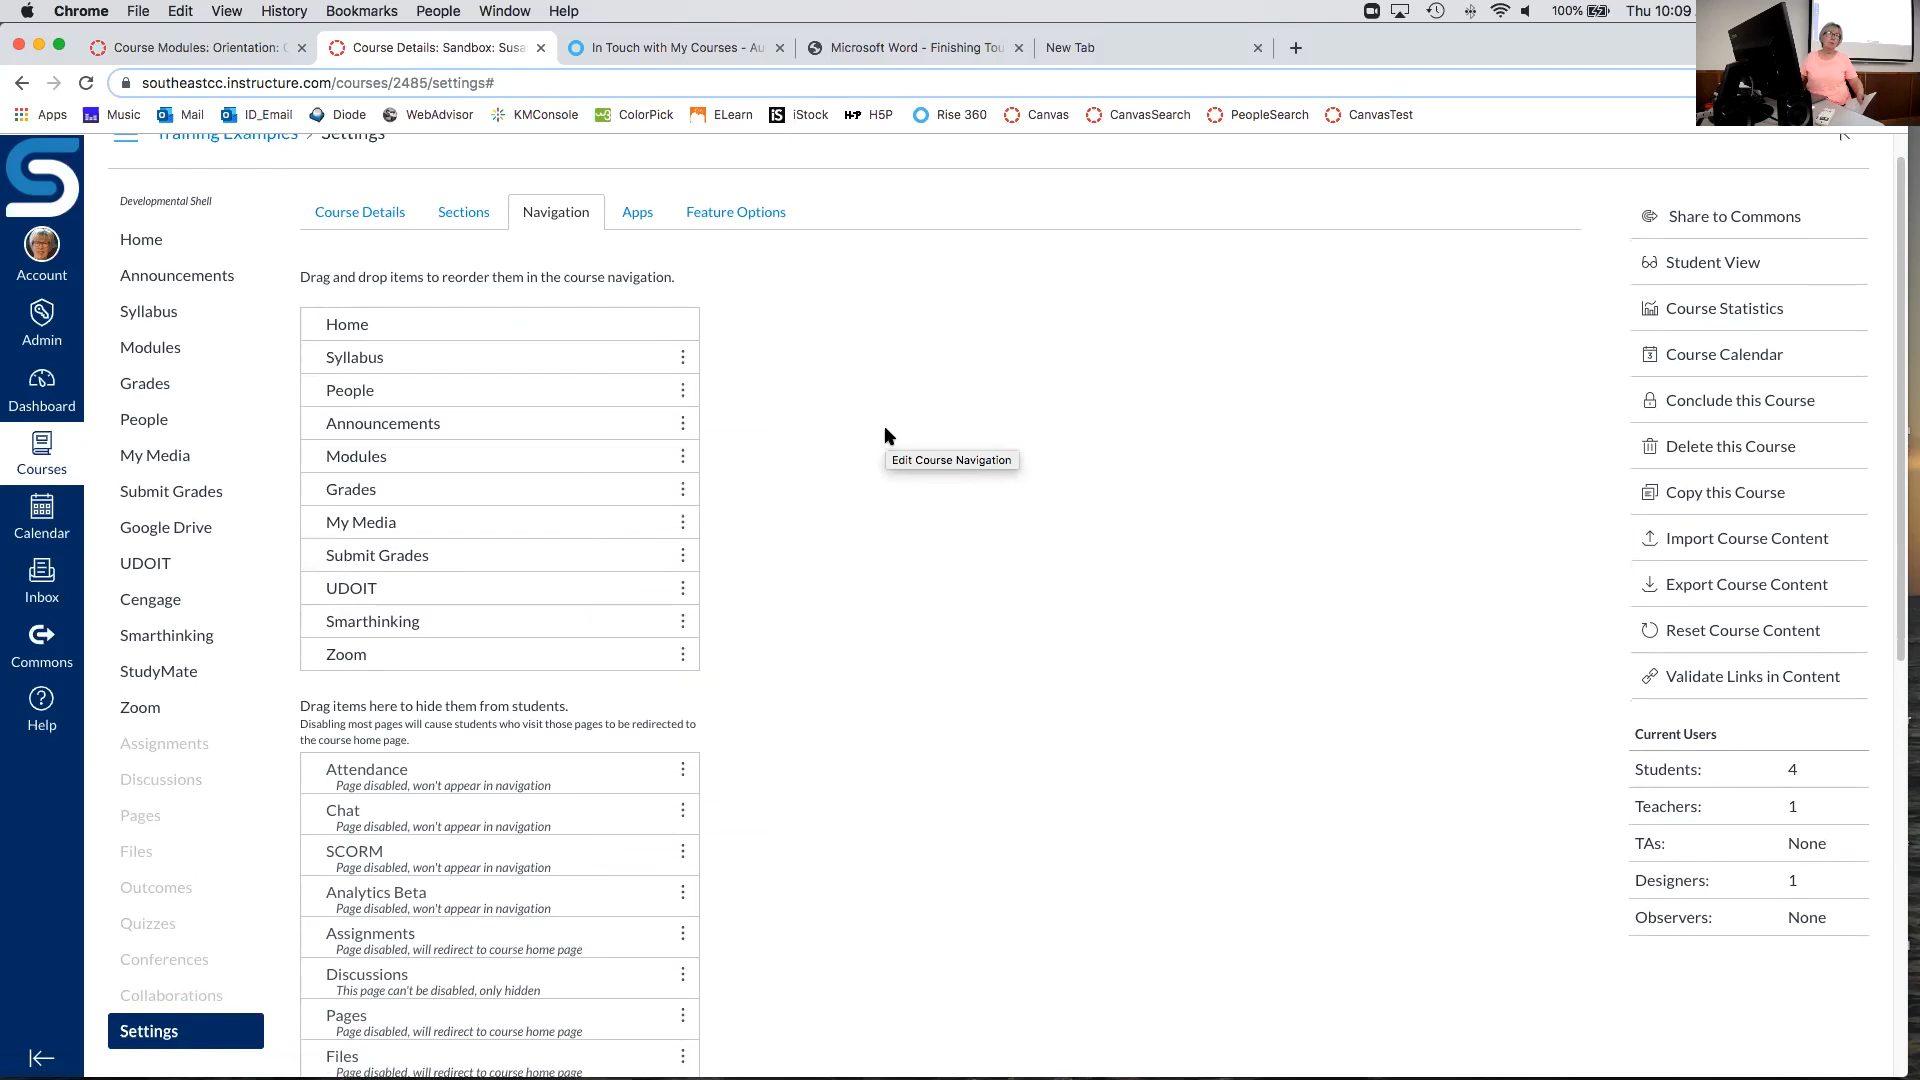 Chrome File Edit View History Bookmarks People Window Help 100% Thu 10:09
Course Modules: Orientation: Course Details: Sandbox: Susa In Touch with My Courses - Au Microsoft Word - Finishing Tou New Tab
southeastcc.instructure.com/courses/2485/settings#
Apps Music Mail ID_Email Diode WebAdvisor KMConsole ColorPick ELearn iStock H5P Rise 360 Canvas CanvasSearch PeopleSearch CanvasTest
Training Examples > Settings
Account
Admin
Dashboard
Courses
Calendar
Inbox
Commons
Help
Developmental Shell
Home
Announcements
Syllabus
Modules
Grades
People
My Media
Submit Grades
Google Drive
UDOIT
Cengage
Smarthinking
StudyMate
Zoom
Assignments
Discussions
Pages
Files
Outcomes
Quizzes
Conferences
Collaborations
Settings
Course Details Sections Navigation Apps Feature Options
Drag and drop items to reorder them in the course navigation.
Home
Syllabus
People
Announcements
Modules
Grades
My Media
Submit Grades
UDOIT
Smarthinking
Zoom
Edit Course Navigation
Drag items here to hide them from students.
Disabling most pages will cause students who visit those pages to be redirected to
the course home page.
Attendance
Page disabled, won't appear in navigation
Chat
Page disabled, won't appear in navigation
SCORM
Page disabled, won't appear in navigation
Analytics Beta
Page disabled, won't appear in navigation
Assignments
Page disabled, will redirect to course home page
Discussions
This page can't be disabled, only hidden
Pages
Page disabled, will redirect to course home page
Files
Page disabled, will redirect to course home page
Share to Commons
Student View
Course Statistics
Course Calendar
Conclude this Course
Delete this Course
Copy this Course
Import Course Content
Export Course Content
Reset Course Content
Validate Links in Content
Current Users
Students: 4
Teachers: 1
TAs: None
Designers: 1
Observers: None